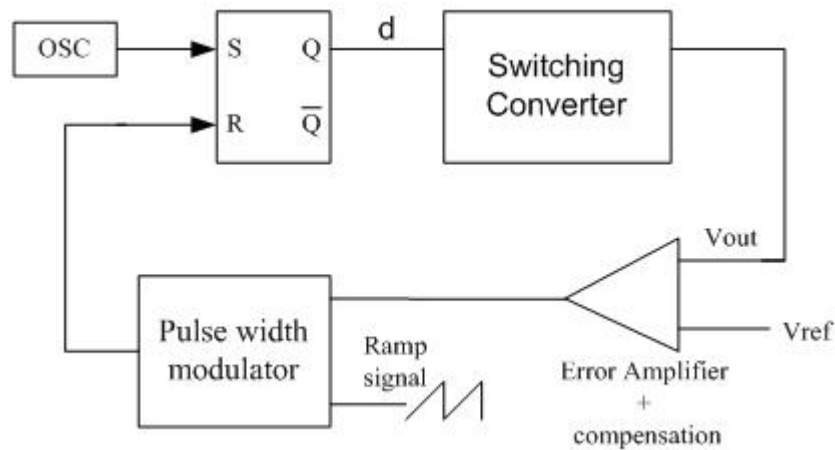 OSC
S
Q
d
Switching
Converter
R
Q̅
Vout
Pulse width
modulator
Ramp
signal
Vref
Error Amplifier
+
compensation